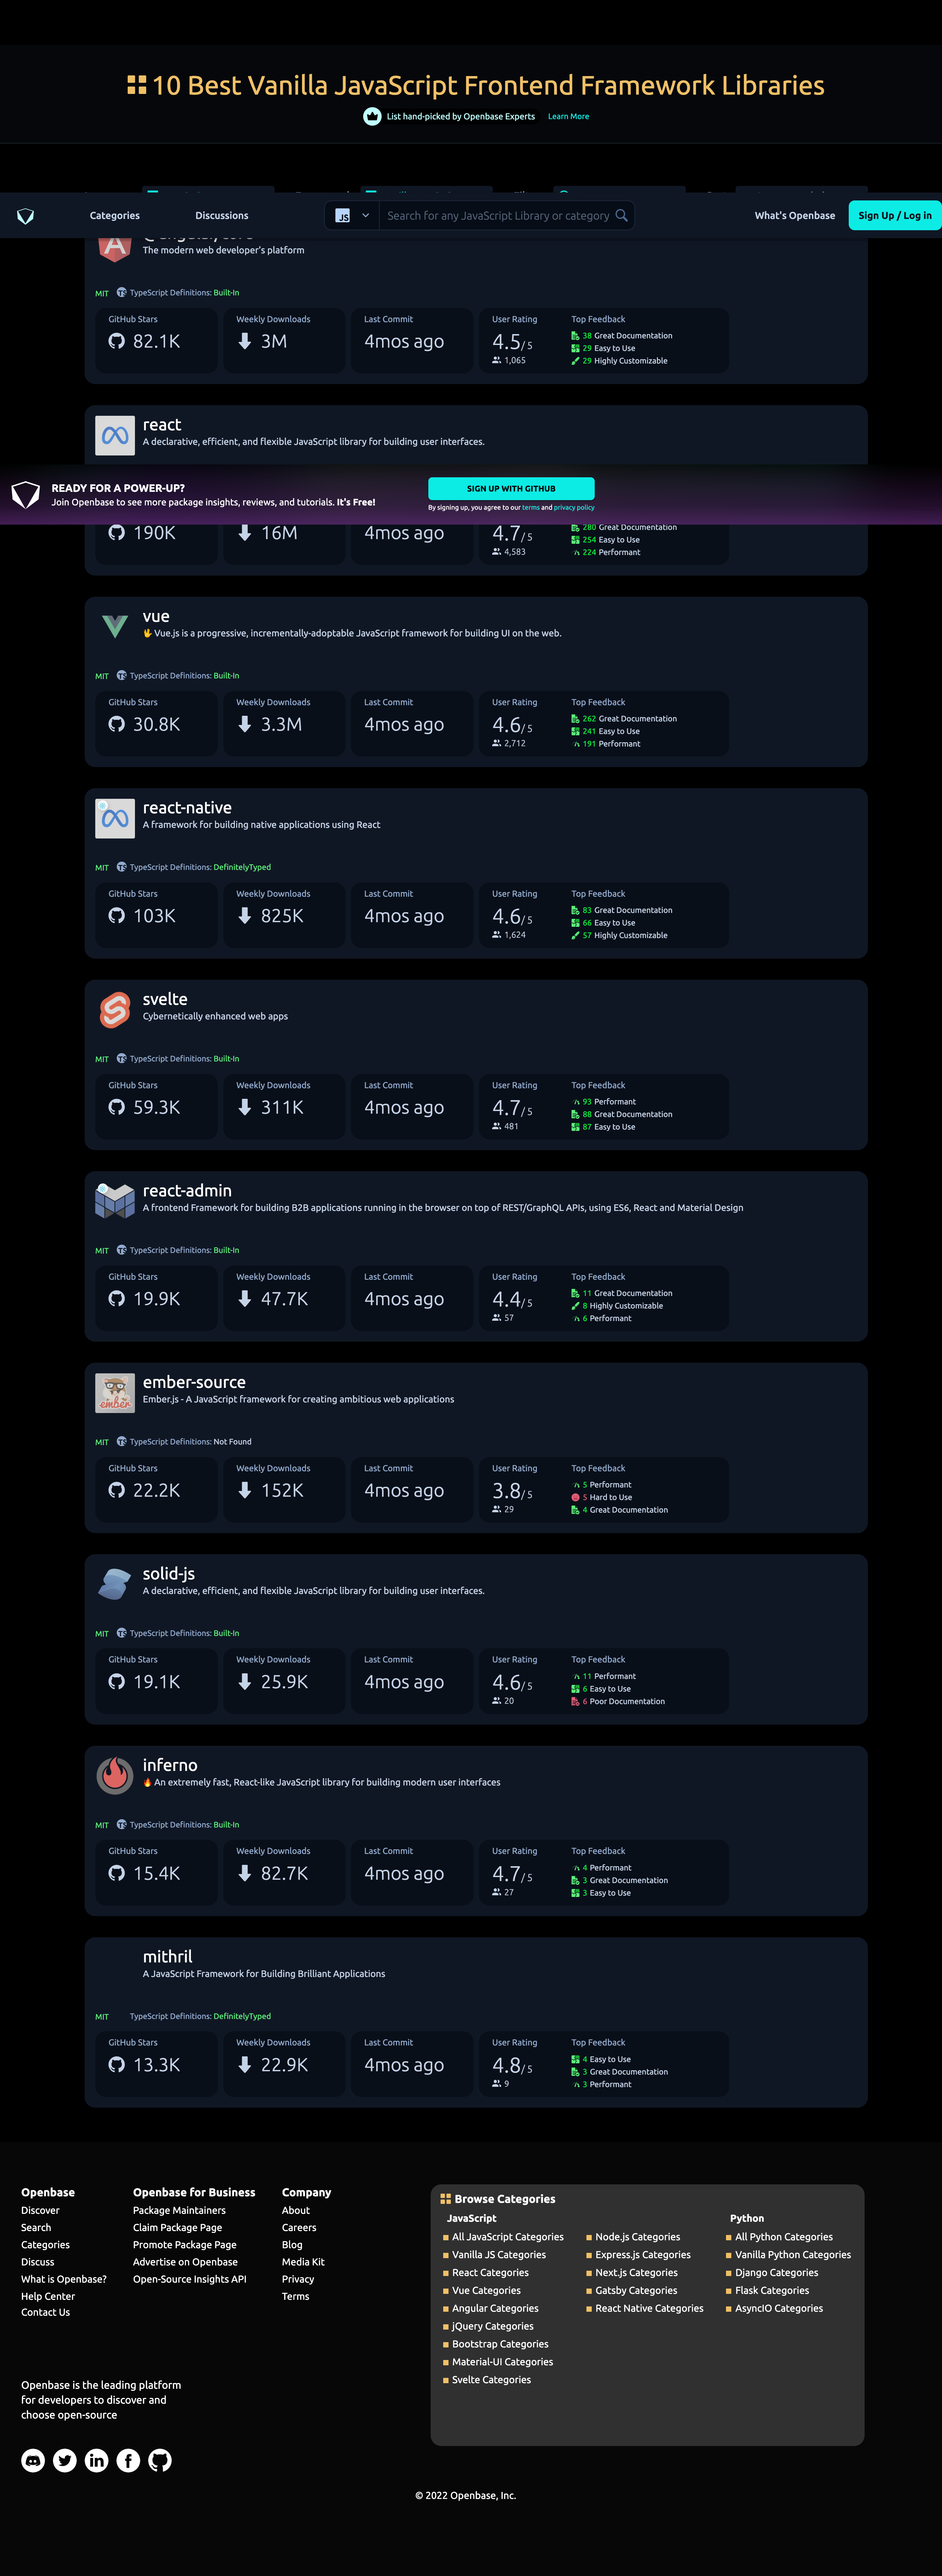 10 Best Vanilla JavaScript Frontend Framework Libraries
List hand-picked by Openbase Experts Learn More
Categories Discussions JS Search for any JavaScript Library or category What's Openbase Sign Up / Log in
The modern web developer's platform
MIT TS TypeScript Definitions: Built-In
GitHub Stars Weekly Downloads Last Commit User Rating Top Feedback
82.1K 3M 4mos ago 4.5/ 5
1,065
38 Great Documentation
29 Easy to Use
29 Highly Customizable
react
A declarative, efficient, and flexible JavaScript library for building user interfaces.
READY FOR A POWER-UP?
Join Openbase to see more package insights, reviews, and tutorials. It's Free!
SIGN UP WITH GITHUB
By signing up, you agree to our terms and privacy policy
190K 16M 4mos ago 4.7/ 5
4,583
280 Great Documentation
254 Easy to Use
224 Performant
vue
🖖 Vue.js is a progressive, incrementally-adoptable JavaScript framework for building UI on the web.
MIT TS TypeScript Definitions: Built-In
GitHub Stars Weekly Downloads Last Commit User Rating Top Feedback
30.8K 3.3M 4mos ago 4.6/ 5
2,712
262 Great Documentation
241 Easy to Use
191 Performant
react-native
A framework for building native applications using React
MIT TS TypeScript Definitions: DefinitelyTyped
GitHub Stars Weekly Downloads Last Commit User Rating Top Feedback
103K 825K 4mos ago 4.6/ 5
1,624
83 Great Documentation
66 Easy to Use
57 Highly Customizable
svelte
Cybernetically enhanced web apps
MIT TS TypeScript Definitions: Built-In
GitHub Stars Weekly Downloads Last Commit User Rating Top Feedback
59.3K 311K 4mos ago 4.7/ 5
481
93 Performant
88 Great Documentation
87 Easy to Use
react-admin
A frontend Framework for building B2B applications running in the browser on top of REST/GraphQL APIs, using ES6, React and Material Design
MIT TS TypeScript Definitions: Built-In
GitHub Stars Weekly Downloads Last Commit User Rating Top Feedback
19.9K 47.7K 4mos ago 4.4/ 5
57
11 Great Documentation
8 Highly Customizable
6 Performant
ember
ember-source
Ember.js - A JavaScript framework for creating ambitious web applications
MIT TS TypeScript Definitions: Not Found
GitHub Stars Weekly Downloads Last Commit User Rating Top Feedback
22.2K 152K 4mos ago 3.8/ 5
29
5 Performant
5 Hard to Use
4 Great Documentation
solid-js
A declarative, efficient, and flexible JavaScript library for building user interfaces.
MIT TS TypeScript Definitions: Built-In
GitHub Stars Weekly Downloads Last Commit User Rating Top Feedback
19.1K 25.9K 4mos ago 4.6/ 5
20
11 Performant
6 Easy to Use
6 Poor Documentation
inferno
🔥 An extremely fast, React-like JavaScript library for building modern user interfaces
MIT TS TypeScript Definitions: Built-In
GitHub Stars Weekly Downloads Last Commit User Rating Top Feedback
15.4K 82.7K 4mos ago 4.7/ 5
27
4 Performant
3 Great Documentation
3 Easy to Use
mithril
A JavaScript Framework for Building Brilliant Applications
MIT TypeScript Definitions: DefinitelyTyped
GitHub Stars Weekly Downloads Last Commit User Rating Top Feedback
13.3K 22.9K 4mos ago 4.8/ 5
9
4 Easy to Use
3 Great Documentation
3 Performant
Openbase
Discover
Search
Categories
Discuss
What is Openbase?
Help Center
Contact Us
Openbase for Business
Package Maintainers
Claim Package Page
Promote Package Page
Advertise on Openbase
Open-Source Insights API
Company
About
Careers
Blog
Media Kit
Privacy
Terms
Openbase is the leading platform
for developers to discover and
choose open-source
Browse Categories
JavaScript
All JavaScript Categories
Vanilla JS Categories
React Categories
Vue Categories
Angular Categories
jQuery Categories
Bootstrap Categories
Material-UI Categories
Svelte Categories
Node.js Categories
Express.js Categories
Next.js Categories
Gatsby Categories
React Native Categories
Python
All Python Categories
Vanilla Python Categories
Django Categories
Flask Categories
AsyncIO Categories
© 2022 Openbase, Inc.